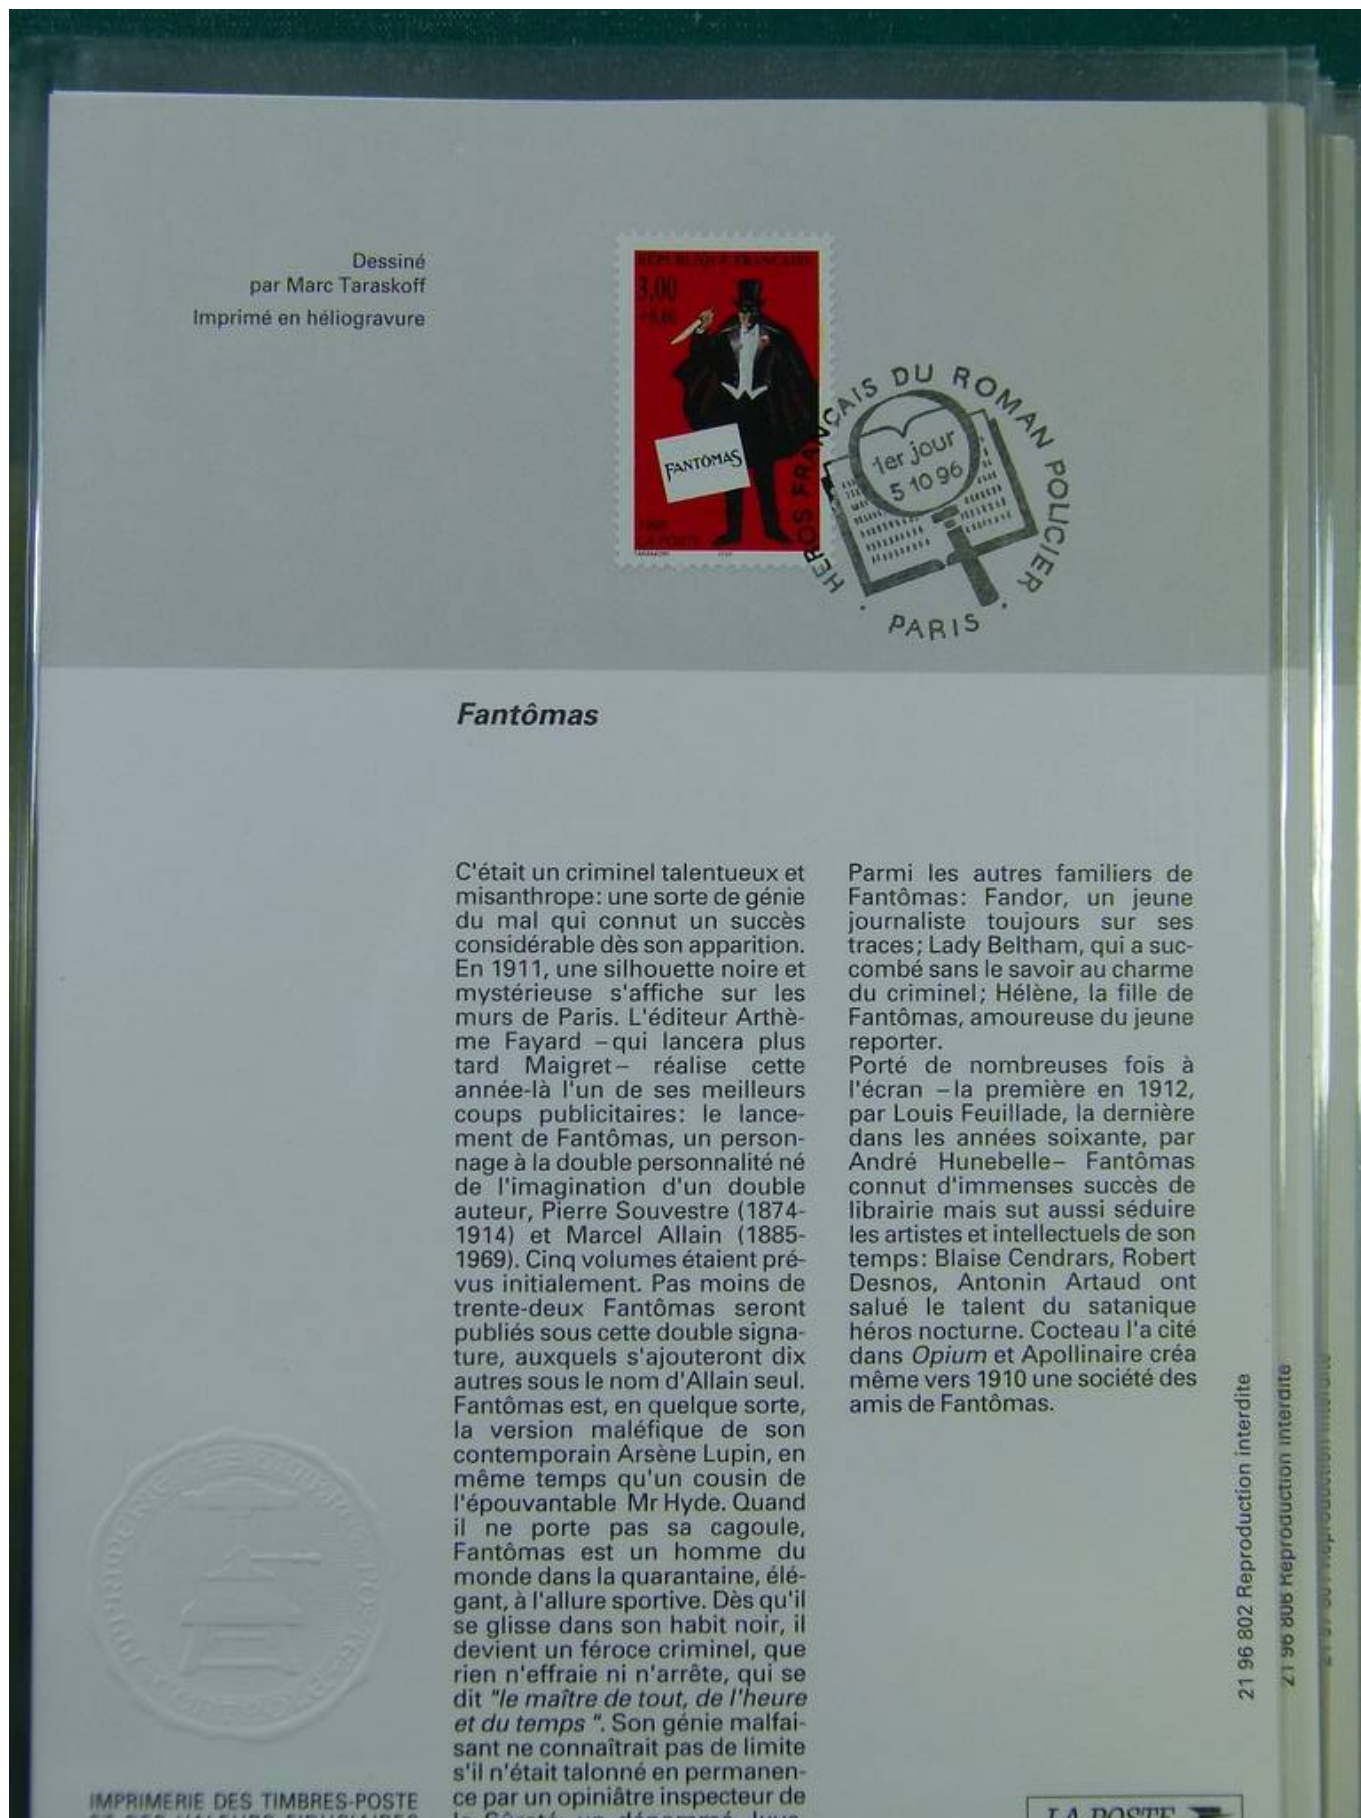 Dessiné
par Marc Taraskoff
Imprimé en héliogravure
RÉPUBLIQUE FRANÇAISE
3,00
+0,60
FANTÔMAS
1996
LA POSTE
HEROS FRANÇAIS DU ROMAN POLICIER
1er jour
5 10 96
PARIS
Fantômas
C'était un criminel talentueux et
misanthrope: une sorte de génie
du mal qui connut un succès
considérable dès son apparition.
En 1911, une silhouette noire et
mystérieuse s'affiche sur les
murs de Paris. L'éditeur Arthè-
me Fayard –qui lancera plus
tard Maigret– réalise cette
année-là l'un de ses meilleurs
coups publicitaires: le lance-
ment de Fantômas, un person-
nage à la double personnalité né
de l'imagination d'un double
auteur, Pierre Souvestre (1874-
1914) et Marcel Allain (1885-
1969). Cinq volumes étaient pré-
vus initialement. Pas moins de
trente-deux Fantômas seront
publiés sous cette double signa-
ture, auxquels s'ajouteront dix
autres sous le nom d'Allain seul.
Fantômas est, en quelque sorte,
la version maléfique de son
contemporain Arsène Lupin, en
même temps qu'un cousin de
l'épouvantable Mr Hyde. Quand
il ne porte pas sa cagoule,
Fantômas est un homme du
monde dans la quarantaine, élé-
gant, à l'allure sportive. Dès qu'il
se glisse dans son habit noir, il
devient un féroce criminel, que
rien n'effraie ni n'arrête, qui se
dit "le maître de tout, de l'heure
et du temps ". Son génie malfai-
sant ne connaîtrait pas de limite
s'il n'était talonné en permanen-
ce par un opiniâtre inspecteur de
Parmi les autres familiers de
Fantômas: Fandor, un jeune
journaliste toujours sur ses
traces; Lady Beltham, qui a suc-
combé sans le savoir au charme
du criminel; Hélène, la fille de
Fantômas, amoureuse du jeune
reporter.
Porté de nombreuses fois à
l'écran –la première en 1912,
par Louis Feuillade, la dernière
dans les années soixante, par
André Hunebelle– Fantômas
connut d'immenses succès de
librairie mais sut aussi séduire
les artistes et intellectuels de son
temps: Blaise Cendrars, Robert
Desnos, Antonin Artaud ont
salué le talent du satanique
héros nocturne. Cocteau l'a cité
dans Opium et Apollinaire créa
même vers 1910 une société des
amis de Fantômas.
21 96 802 Reproduction interdite
21 96 806 Reproduction interdite
IMPRIMERIE DES TIMBRES-POSTE
LA POSTE